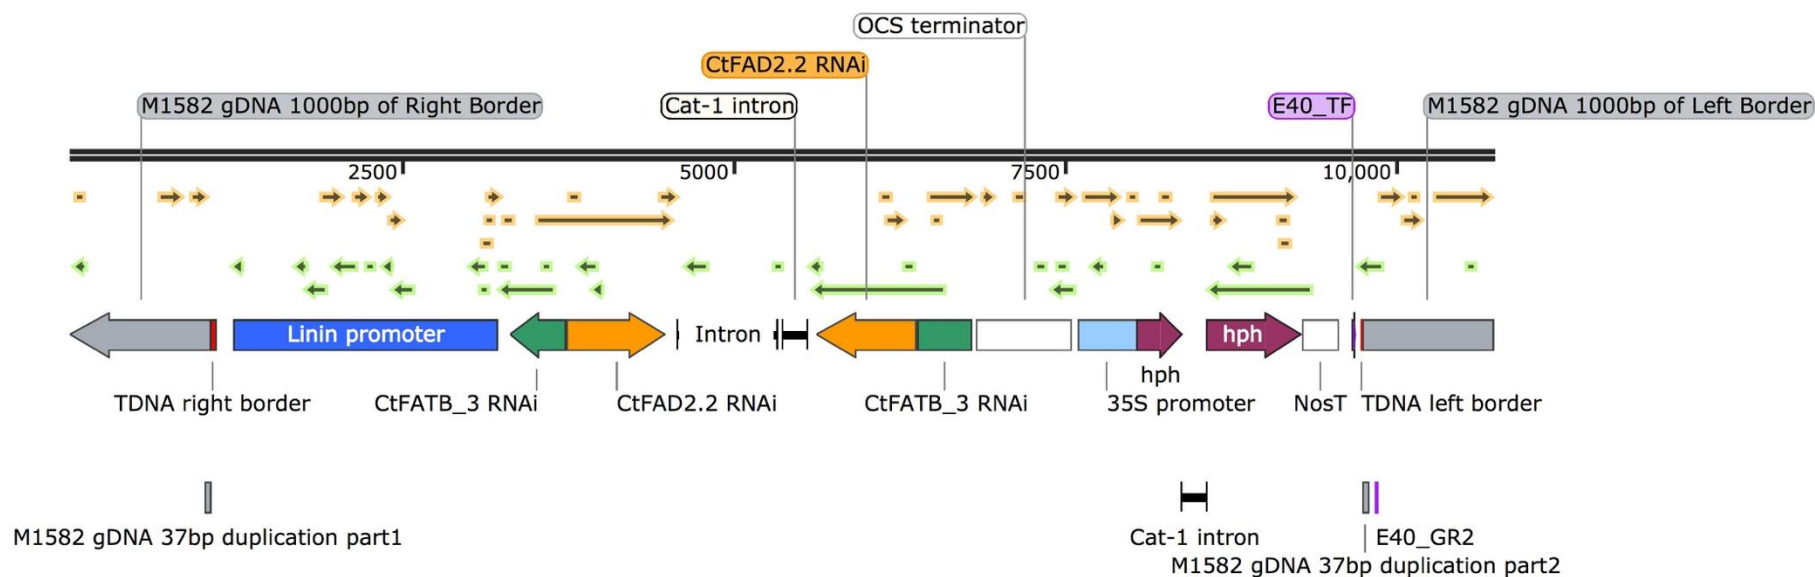 OCS terminator
CtFAD2.2 RNAi
M1582 gDNA 1000bp of Right Border
Cat-1 intron
E40_TF
M1582 gDNA 1000bp of Left Border
2500
5000
7500
10,000
Linin promoter
Intron
hph
hph
TDNA right border
CtFATB_3 RNAi
CtFAD2.2 RNAi
CtFATB_3 RNAi
35S promoter
NosT
TDNA left border
M1582 gDNA 37bp duplication part1
Cat-1 intron
E40_GR2
M1582 gDNA 37bp duplication part2